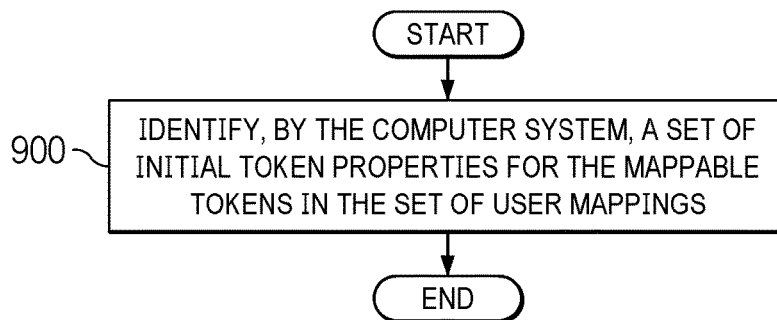 START
900
IDENTIFY, BY THE COMPUTER SYSTEM, A SET OF
INITIAL TOKEN PROPERTIES FOR THE MAPPABLE
TOKENS IN THE SET OF USER MAPPINGS
END